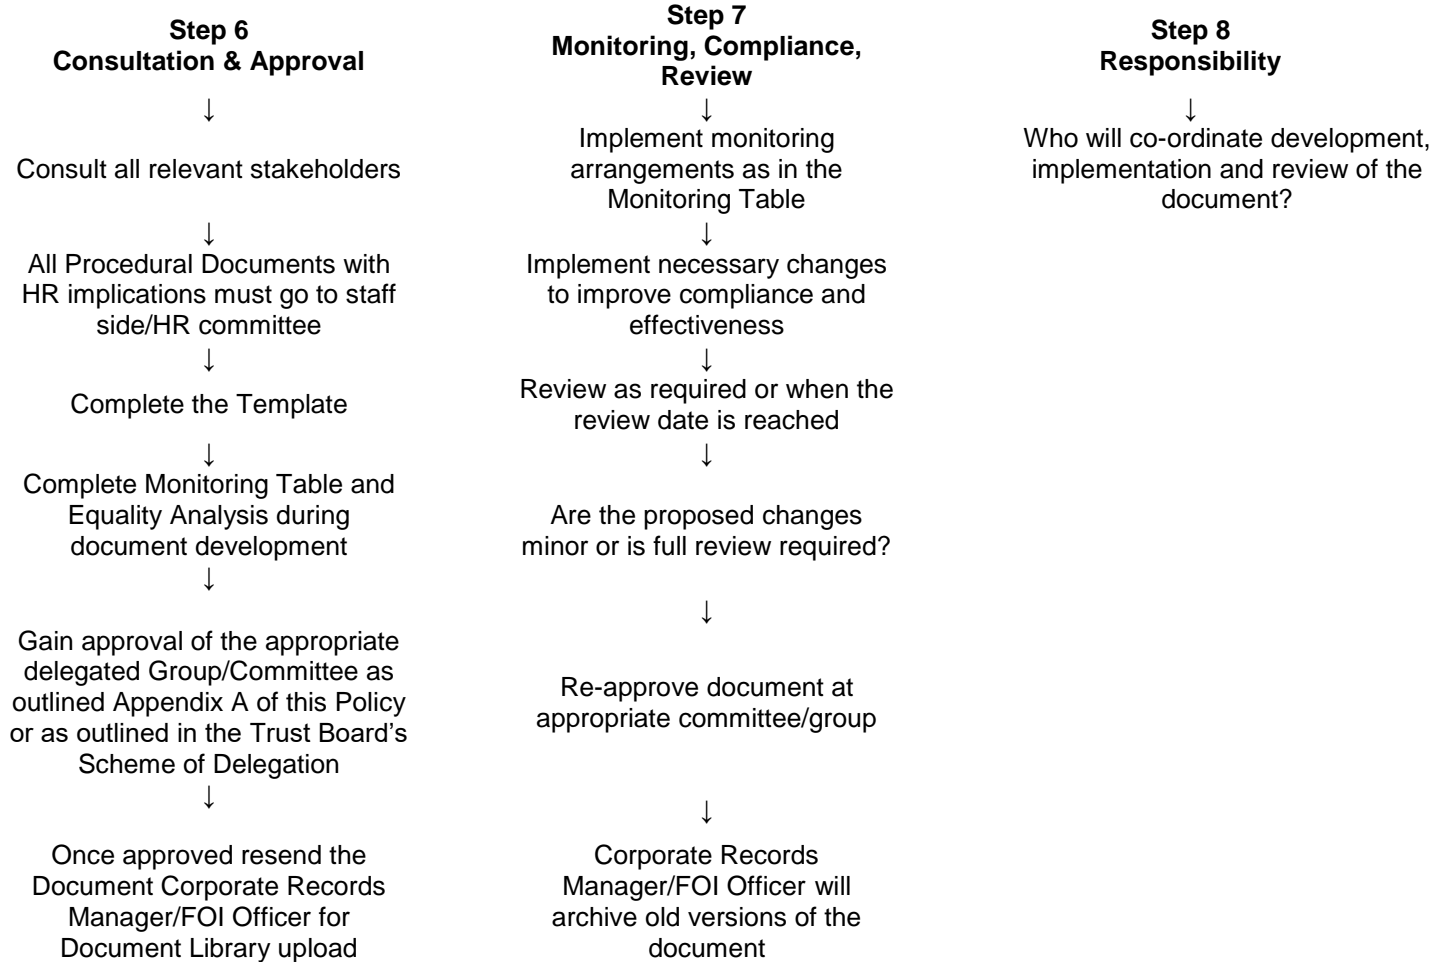 Step 6
Consultation & Approval
↓
Consult all relevant stakeholders
↓
All Procedural Documents with
HR implications must go to staff
side/HR committee
↓
Complete the Template
↓
Complete Monitoring Table and
Equality Analysis during
document development
↓
Gain approval of the appropriate
delegated Group/Committee as
outlined Appendix A of this Policy
or as outlined in the Trust Board’s
Scheme of Delegation
↓
Once approved resend the
Document Corporate Records
Manager/FOI Officer for
Document Library upload
Step 7
Monitoring, Compliance,
Review
↓
Implement monitoring
arrangements as in the
Monitoring Table
↓
Implement necessary changes
to improve compliance and
effectiveness
↓
Review as required or when the
review date is reached
↓
Are the proposed changes
minor or is full review required?
↓
Re-approve document at
appropriate committee/group
↓
Corporate Records
Manager/FOI Officer will
archive old versions of the
document
Step 8
Responsibility
↓
Who will co-ordinate development,
implementation and review of the
document?